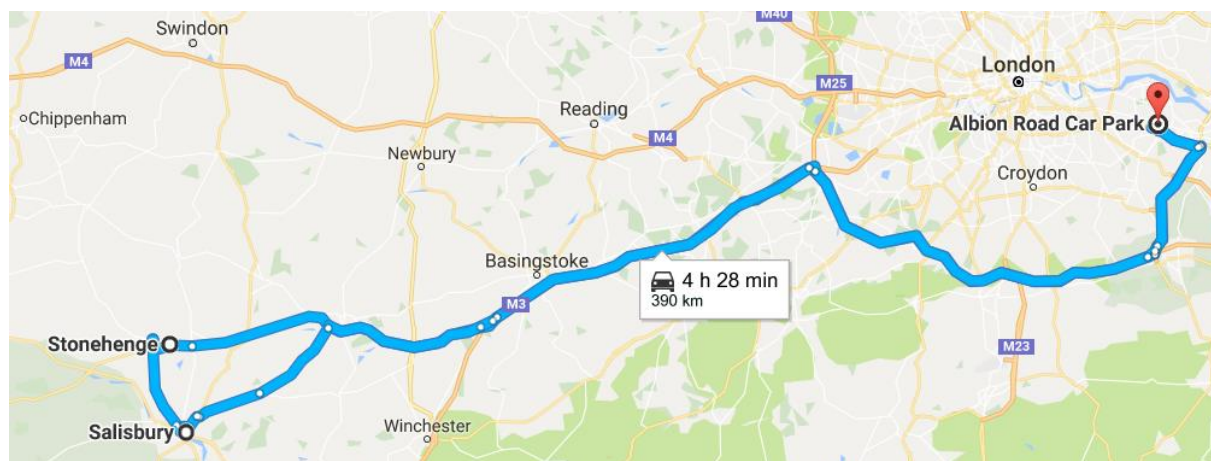 M40
Swindon
M4
London
M25
Chippenham
Reading
Albion Road Car Park
M4
Newbury
Croydon
Basingstoke
4 h 28 min
390 km
M3
Stonehenge
M23
Salisbury
Winchester